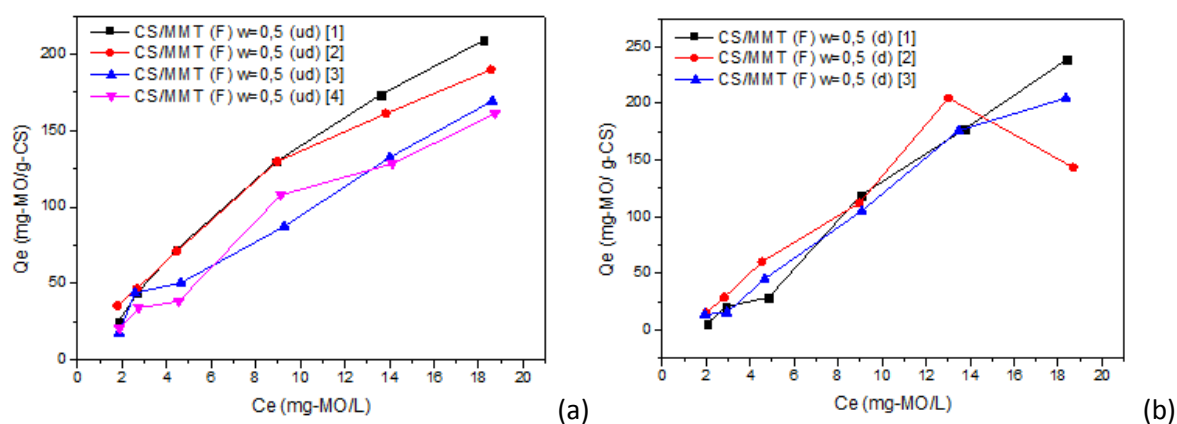 CS/MMT (F) w=0,5 (ud) [1]
CS/MMT (F) w=0,5 (ud) [2]
CS/MMT (F) w=0,5 (ud) [3]
CS/MMT (F) w=0,5 (ud) [4]
Qe (mg-MO/g-CS)
200
150
100
50
0
0 2 4 6 8 10 12 14 16 18 20
Ce (mg-MO/L)
(a)
CS/MMT (F) w=0,5 (d) [1]
CS/MMT (F) w=0,5 (d) [2]
CS/MMT (F) w=0,5 (d) [3]
Qe (mg-MO/ g-CS)
250
200
150
100
50
0
0 2 4 6 8 10 12 14 16 18 20
Ce (mg-MO/L)
(b)